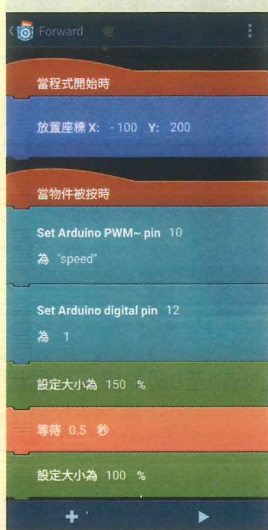 Forward
當程式開始時
放置座標 X: -100 Y: 200
當物件被按時
Set Arduino PWM~ pin 10
為 "speed"
Set Arduino digital pin 12
為 1
設定大小為 150 %
等待 0.5 秒
設定大小為 100 %